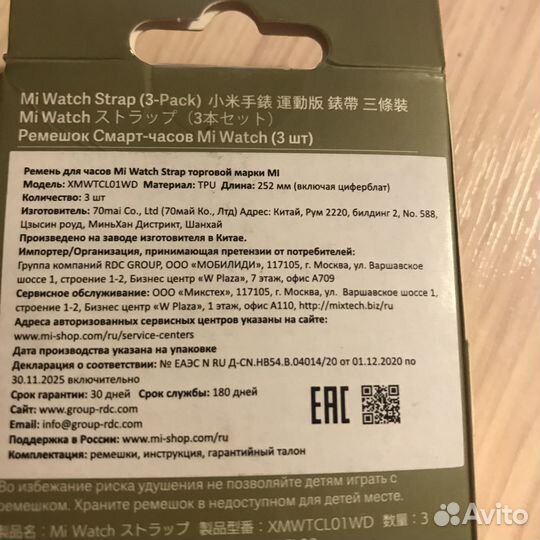 Mi Watch Strap (3-Pack) 小米手錶 運動版 錶帶 三條裝
Mi Watch ストラップ（3本セット）
Ремешок Смарт-часов Mi Watch (3 шт)
Ремень для часов Mi Watch Strap торговой марки MI
Модель: XMWTCL01WD Материал: TPU Длина: 252 мм (включая циферблат)
Количество: 3 шт
Изготовитель: 70mai Co., Ltd (70май Ко., Лтд) Адрес: Китай, Рум 2220, билдинг 2, No. 588,
Цзысин роуд, МиньХан Дистрикт, Шанхай
Произведено на заводе изготовителя в Китае.
Импортер/Организация, принимающая претензии от потребителей:
Группа компаний RDC GROUP, ООО «МОБИЛИДИ», 117105, г. Москва, ул. Варшавское
шоссе 1, строение 1-2, Бизнес центр «W Plaza», 7 этаж, офис А709
Сервисное обслуживание: ООО «Микстех», 117105, г. Москва, ул. Варшавское шоссе 1,
строение 1-2, Бизнес центр «W Plaza», 1 этаж, офис А110, http://mixtech.biz/ru
Адреса авторизованных сервисных центров указаны на сайте:
www.mi-shop.com/ru/service-centers
Дата производства указана на упаковке
Декларация о соответствии: № ЕАЭС N RU Д-CN.НВ54.В.04014/20 от 01.12.2020 по
30.11.2025 включительно
Срок гарантии: 30 дней Срок службы: 180 дней
Сайт: www.group-rdc.com
Email: info@group-rdc.com
Поддержка в России: www.mi-shop.com/ru
Комплектация: ремешки, инструкция, гарантийный талон
EAC
Во избежание риска удушения не позволяйте детям играть с
ремешком. Храните ремешок в недоступном для детей месте.
製品名：Mi Watch ストラップ 製品型番：XMWTCL01WD 数量：3
Avito